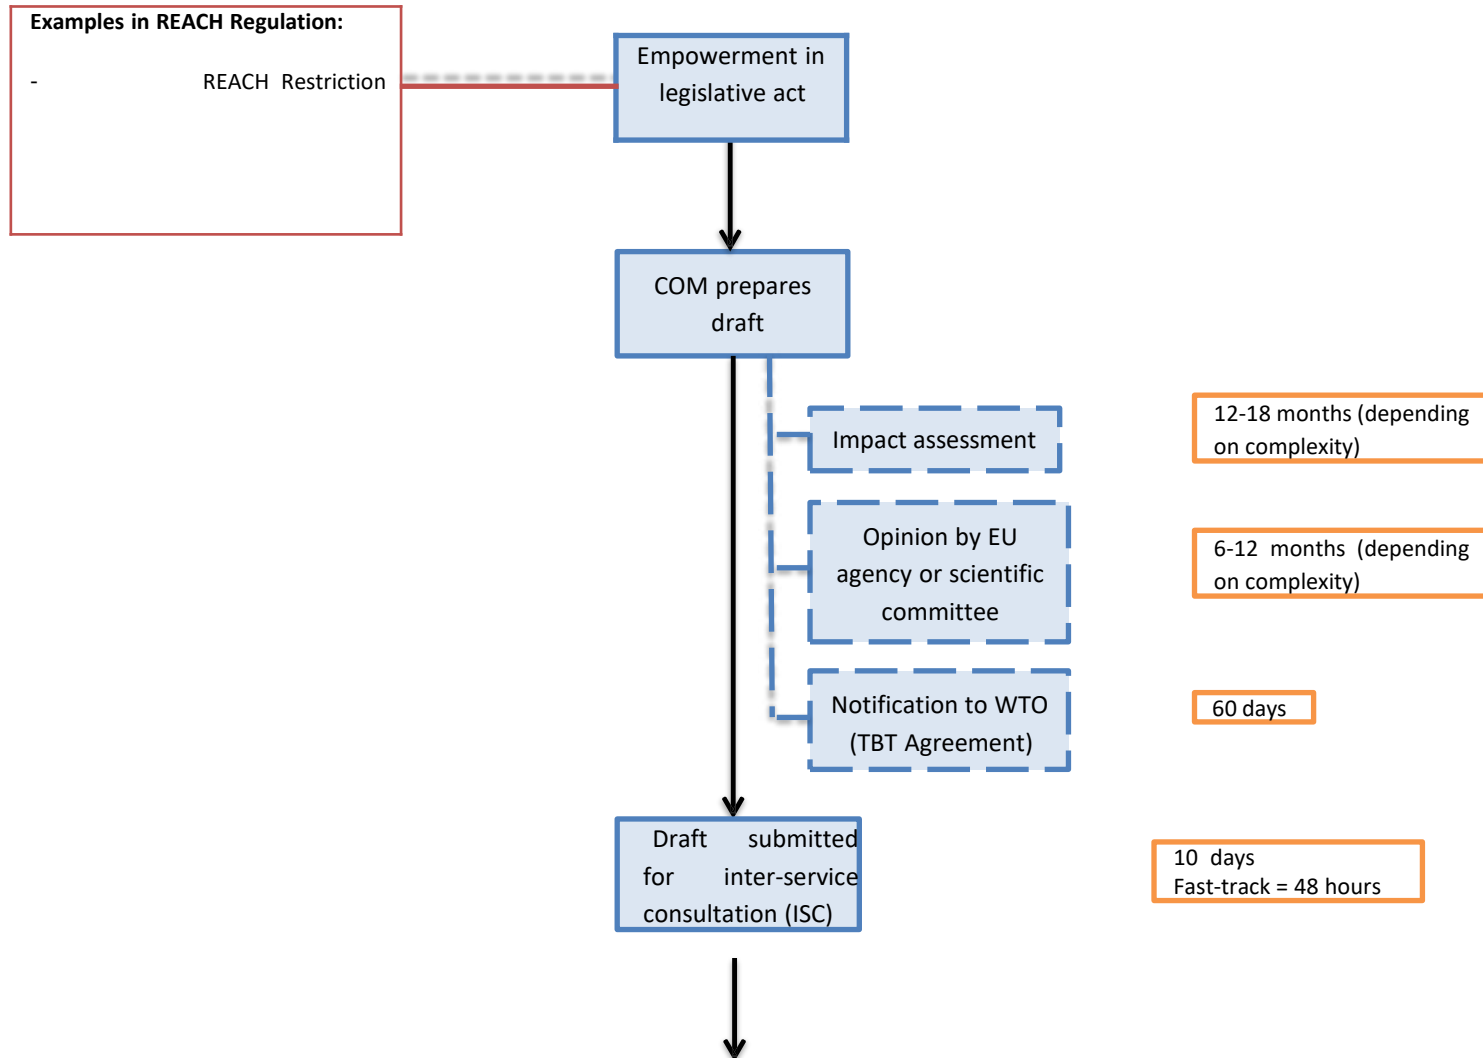 Examples in REACH Regulation:
- REACH Restriction
Empowerment in
legislative act
COM prepares
draft
Impact assessment
12-18 months (depending
on complexity)
Opinion by EU
agency or scientific
committee
6-12 months (depending
on complexity)
Notification to WTO
(TBT Agreement)
60 days
Draft submitted
for inter-service
consultation (ISC)
10 days
Fast-track = 48 hours